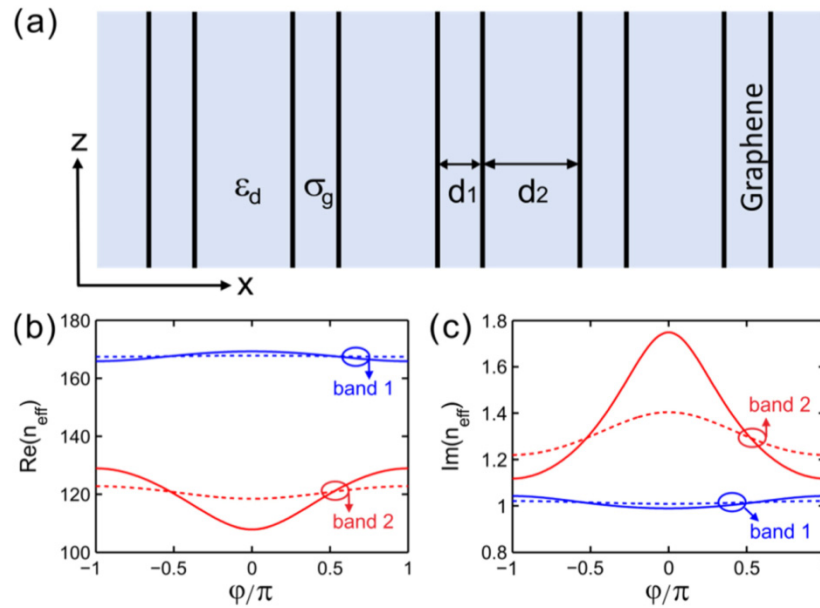 (a)
z
x
ε_d
σ_g
d1
d2
Graphene
(b)
180
160
140
120
100
Re(n_eff)
band 1
band 2
-1
-0.5
0
0.5
1
φ/π
(c)
1.8
1.6
1.4
1.2
1
0.8
Im(n_eff)
band 2
band 1
-1
-0.5
0
0.5
1
φ/π